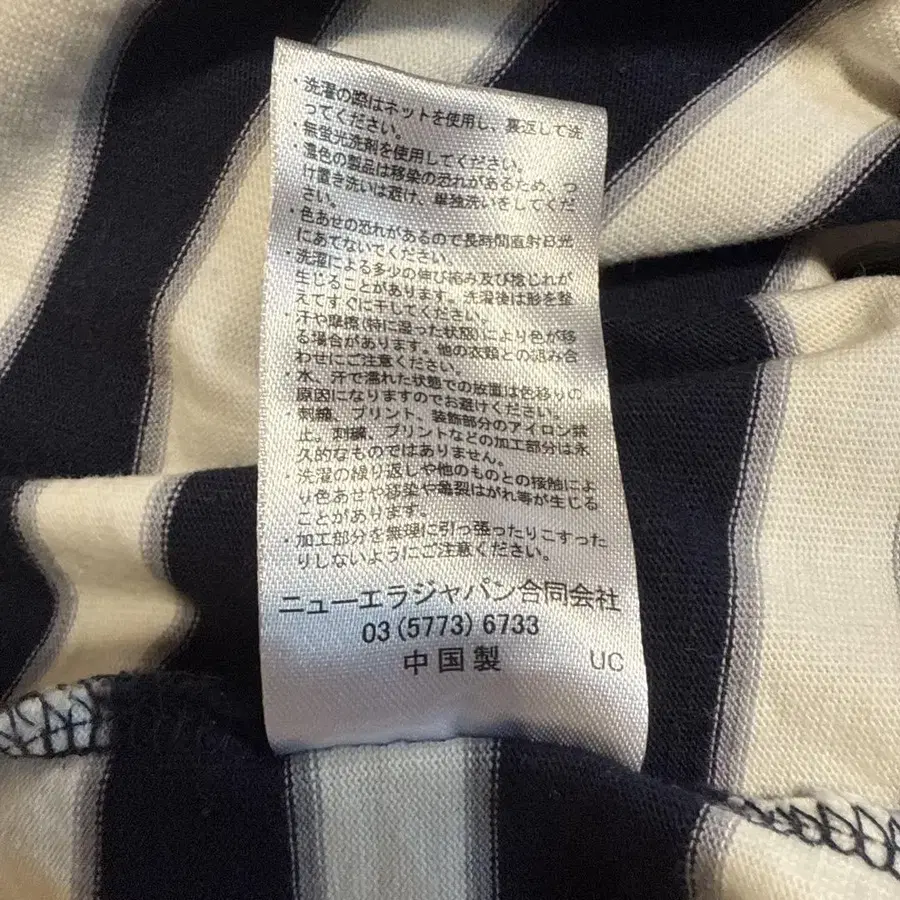 ・洗濯の際はネットを使用し、裏返して洗
ってください。
・無蛍光洗剤を使用してください。
・濃色の製品は移染の恐れがあるため、つ
け置き洗いは避け、単独洗いをしてくだ
さい。
・色あせの恐れがあるので長時間直射日光
にあてないでください。
・洗濯による多少の伸び縮み及び捻じれが
生じることがあります。洗濯後は形を整
えてすぐに干してください。
・汗や摩擦(特に湿った状態)により色が移
る場合があります。他の衣類との組み合
わせにご注意ください。
・水、汗で濡れた状態での放置は色移りの
原因になりますのでお避けください。
・刺繍、プリント、装飾部分のアイロン禁
止。刺繍、プリントなどの加工部分は永
久的なものではありません。
・洗濯の繰り返しや他のものとの接触によ
り色あせや移染や亀裂はがれ等が生じる
ことがあります。
・加工部分を無理に引っ張ったりこすった
りしないようにご注意ください。
ニューエラジャパン合同会社
03(5773)6733
中国製 UC